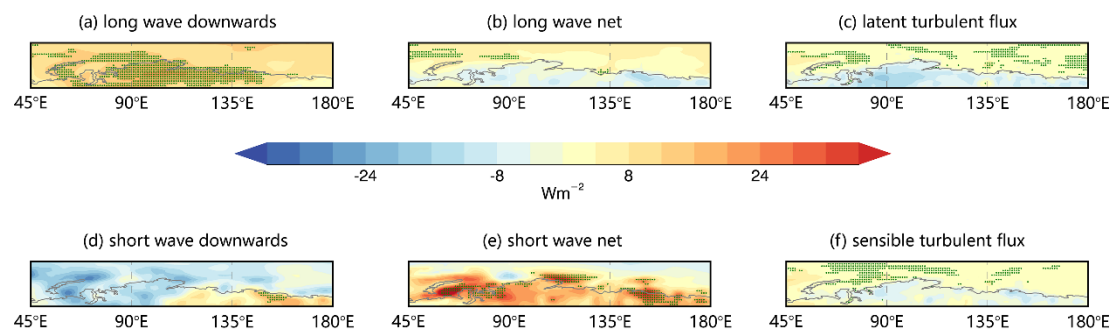 (a) long wave downwards (b) long wave net (c) latent turbulent flux
45°E 90°E 135°E 180°E 45°E 90°E 135°E 180°E 45°E 90°E 135°E 180°E
-24 -8 8 24
Wm⁻²
(d) short wave downwards (e) short wave net (f) sensible turbulent flux
45°E 90°E 135°E 180°E 45°E 90°E 135°E 180°E 45°E 90°E 135°E 180°E